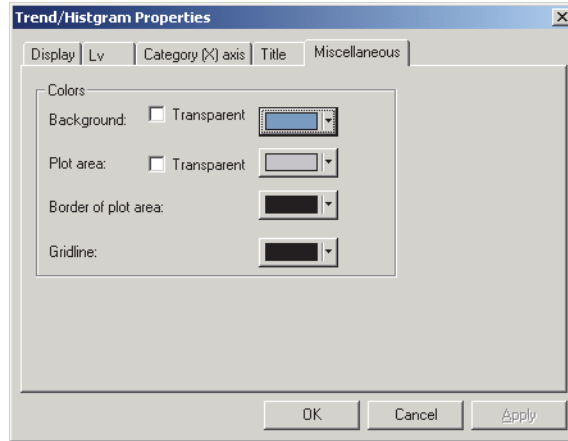 Trend/Histgram Properties
Display Lv Category (X) axis Title Miscellaneous
Colors
Background: Transparent
Plot area: Transparent
Border of plot area:
Gridline:
OK Cancel Apply